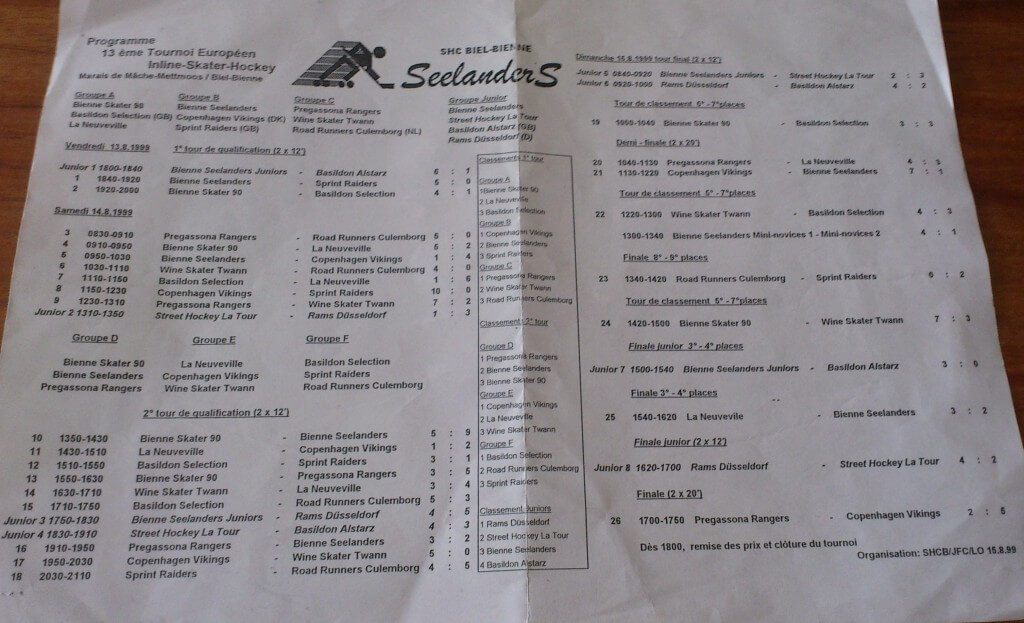 Programme
13 ème Tournoi Européen
Inline-Skater-Hockey
Marais de Mâche-Mettmoos / Biel-Bienne
SHC BIEL-BIENNE
SeelanderS
Groupe A
Bienne Skater 90
Basildon Selection (GB)
La Neuveville
Groupe B
Bienne Seelanders
Copenhagen Vikings (DK)
Sprint Raiders (GB)
Groupe C
Pregassona Rangers
Wine Skater Twann
Road Runners Culemborg (NL)
Groupe Junior
Bienne Seelanders
Street Hockey La Tour
Basildon Alstarz (GB)
Rams Düsseldorf (D)
Vendredi 13.8.1999 1° tour de qualification (2 x 12')
Junior 1 1800-1840 Bienne Seelanders Juniors - Basildon Alstarz 6 : 1
1 1840-1920 Bienne Seelanders - Sprint Raiders 5 : 0
2 1920-2000 Bienne Skater 90 - Basildon Selection 4 : 1
Samedi 14.8.1999
3 0830-0910 Pregassona Rangers - Road Runners Culemborg 5 : 0
4 0910-0950 Bienne Skater 90 - La Neuveville 5 : 2
5 0950-1030 Bienne Seelanders - Copenhagen Vikings 1 : 4
6 1030-1110 Wine Skater Twann - Road Runners Culemborg 4 : 0
7 1110-1150 Basildon Selection - La Neuveville 1 : 6
8 1150-1230 Copenhagen Vikings - Sprint Raiders 10 : 0
9 1230-1310 Pregassona Rangers - Wine Skater Twann 7 : 2
Junior 2 1310-1350 Street Hockey La Tour - Rams Düsseldorf 1 : 3
Groupe D Groupe E Groupe F
Bienne Skater 90 La Neuveville Basildon Selection
Bienne Seelanders Copenhagen Vikings Sprint Raiders
Pregassona Rangers Wine Skater Twann Road Runners Culemborg
2° tour de qualification (2 x 12')
10 1350-1430 Bienne Skater 90 - Bienne Seelanders 5 : 9
11 1430-1510 La Neuveville - Copenhagen Vikings 1 : 2
12 1510-1550 Basildon Selection - Sprint Raiders 3 : 1
13 1550-1630 Bienne Skater 90 - Pregassona Rangers 3 : 5
14 1630-1710 Wine Skater Twann - La Neuveville 3 : 4
15 1710-1750 Basildon Selection - Road Runners Culemborg 5 : 3
Junior 3 1750-1830 Bienne Seelanders Juniors - Rams Düsseldorf 4 : 5
Junior 4 1830-1910 Street Hockey La Tour - Basildon Alstarz 4 : 3
16 1910-1950 Pregassona Rangers - Bienne Seelanders 3 : 2
17 1950-2030 Copenhagen Vikings - Wine Skater Twann 5 : 0
18 2030-2110 Sprint Raiders - Road Runners Culemborg 4 : 5
Classements 1° tour
Groupe A
1 Bienne Skater 90
2 La Neuveville
3 Basildon Selection
Groupe B
1 Copenhagen Vikings
2 Bienne Seelanders
3 Sprint Raiders
Groupe C
1 Pregassona Rangers
2 Wine Skater Twann
3 Road Runners Culemborg
Classements 2° tour
Groupe D
1 Pregassona Rangers
2 Bienne Seelanders
3 Bienne Skater 90
Groupe E
1 Copenhagen Vikings
2 La Neuveville
3 Wine Skater Twann
Groupe F
1 Basildon Selection
2 Road Runners Culemborg
3 Sprint Raiders
Classement Juniors
1 Rams Düsseldorf
2 Street Hockey La Tour
3 Bienne Seelanders
4 Basildon Alstarz
Dimanche 15.8.1999 tour final (2 x 12')
Junior 5 0840-0920 Bienne Seelanders Juniors - Street Hockey La Tour 2 : 3
Junior 6 0920-1000 Rams Düsseldorf - Basildon Alstarz 4 : 2
Tour de classement 5° -7°places
19 1000-1040 Bienne Skater 90 - Basildon Selection 3 : 3
Demi - finale (2 x 20')
20 1040-1130 Pregassona Rangers - La Neuveville 4 : 3
21 1130-1220 Copenhagen Vikings - Bienne Seelanders 7 : 1
Tour de classement 5° -7°places
22 1220-1300 Wine Skater Twann - Basildon Selection 4 : 3
1300-1340 Bienne Seelanders Mini-novices 1 - Mini-novices 2 4 : 1
Finale 8° - 9° places
23 1340-1420 Road Runners Culemborg - Sprint Raiders 0 : 2
Tour de classement 5° -7°places
24 1420-1500 Bienne Skater 90 - Wine Skater Twann 7 : 3
Finale junior 3° - 4° places
Junior 7 1500-1540 Bienne Seelanders Juniors - Basildon Alstarz 3 : 0
Finale 3° - 4° places
25 1540-1620 La Neuveville - Bienne Seelanders 3 : 2
Finale junior (2 x 12')
Junior 8 1620-1700 Rams Düsseldorf - Street Hockey La Tour 4 : 2
Finale (2 x 20')
26 1700-1750 Pregassona Rangers - Copenhagen Vikings 2 : 6
Dès 1800, remise des prix et clôture du tournoi
Organisation: SHCB/JFC/LO 15.8.99